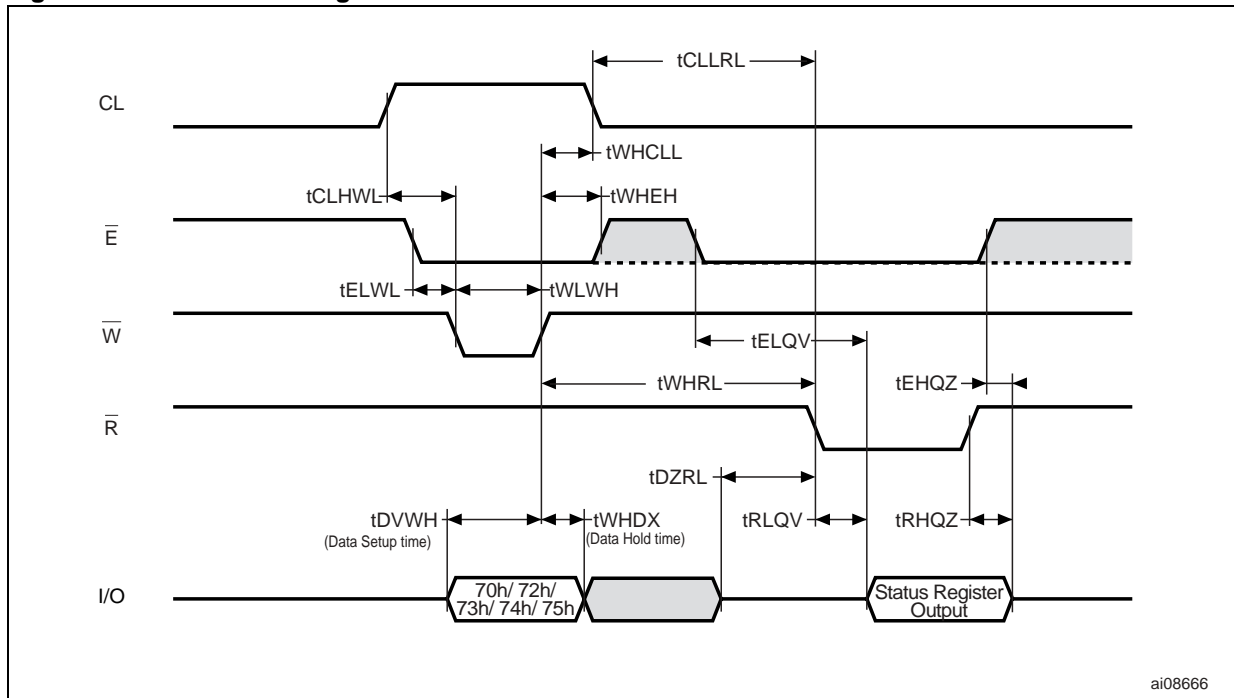 tCLLRL
CL
tWHCLL
tCLHWL
tWHEH
E
tELWL
tWLWH
W
tELQV
tWHRL
tEHQZ
R
tDZRL
tDVWH
(Data Setup time)
tWHDX
(Data Hold time)
tRLQV
tRHQZ
I/O
70h/ 72h/
73h/ 74h/ 75h
Status Register
Output
ai08666